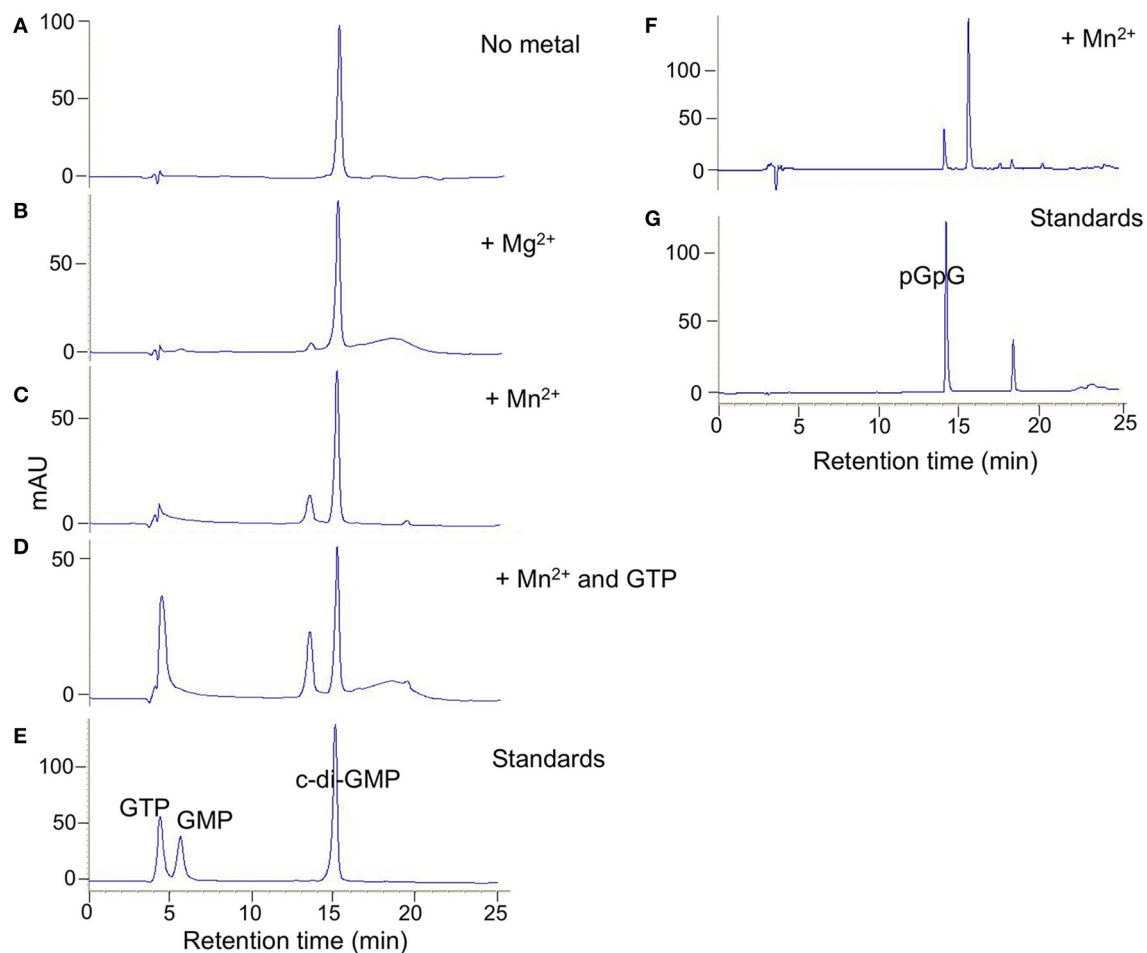 A
100
50
0
No metal
B
50
0
+ Mg2+
C
50
0
+ Mn2+
mAU
D
50
0
+ Mn2+ and GTP
E
100
50
0
Standards
c-di-GMP
GTP
GMP
0 5 10 15 20 25
Retention time (min)
F
100
50
0
+ Mn2+
G
100
50
0
Standards
pGpG
0 5 10 15 20 25
Retention time (min)